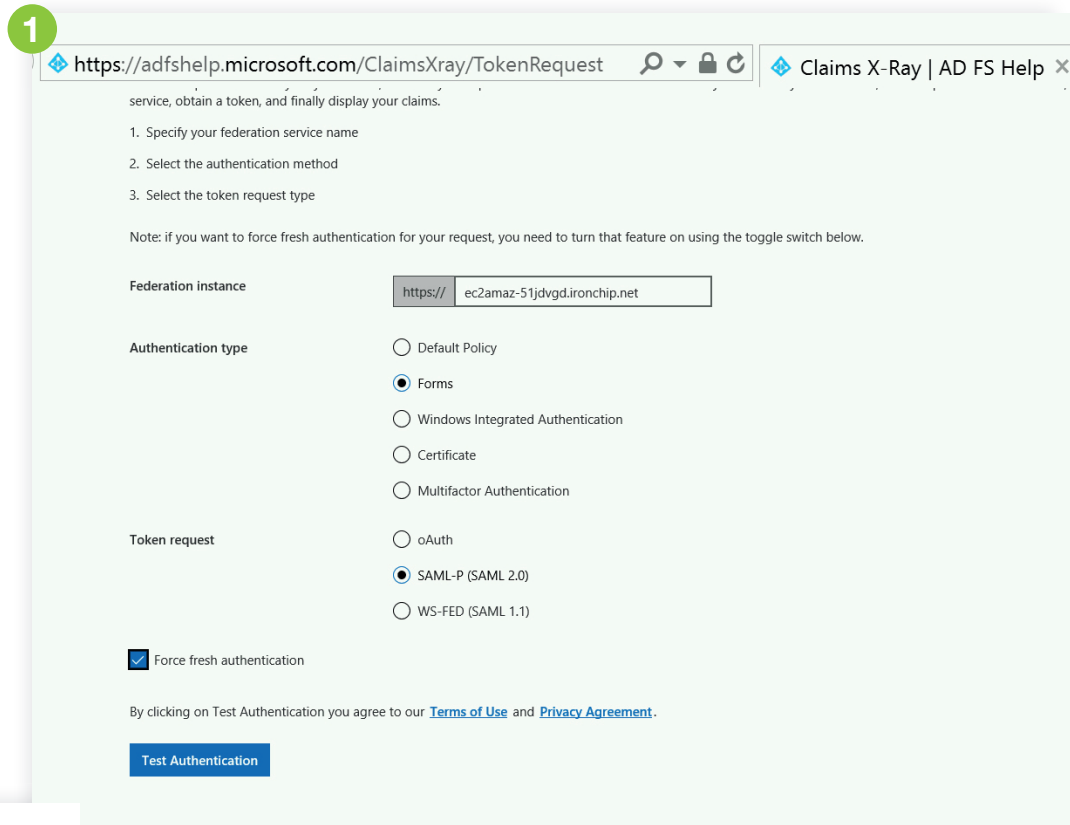 1
https://adfshelp.microsoft.com/ClaimsXray/TokenRequest
Claims X-Ray | AD FS Help
service, obtain a token, and finally display your claims.
1. Specify your federation service name
2. Select the authentication method
3. Select the token request type
Note: if you want to force fresh authentication for your request, you need to turn that feature on using the toggle switch below.
Federation instance https:// ec2amaz-51jdvgd.ironchip.net
Authentication type Default Policy
Forms
Windows Integrated Authentication
Certificate
Multifactor Authentication
Token request oAuth
SAML-P (SAML 2.0)
WS-FED (SAML 1.1)
Force fresh authentication
By clicking on Test Authentication you agree to our Terms of Use and Privacy Agreement.
Test Authentication